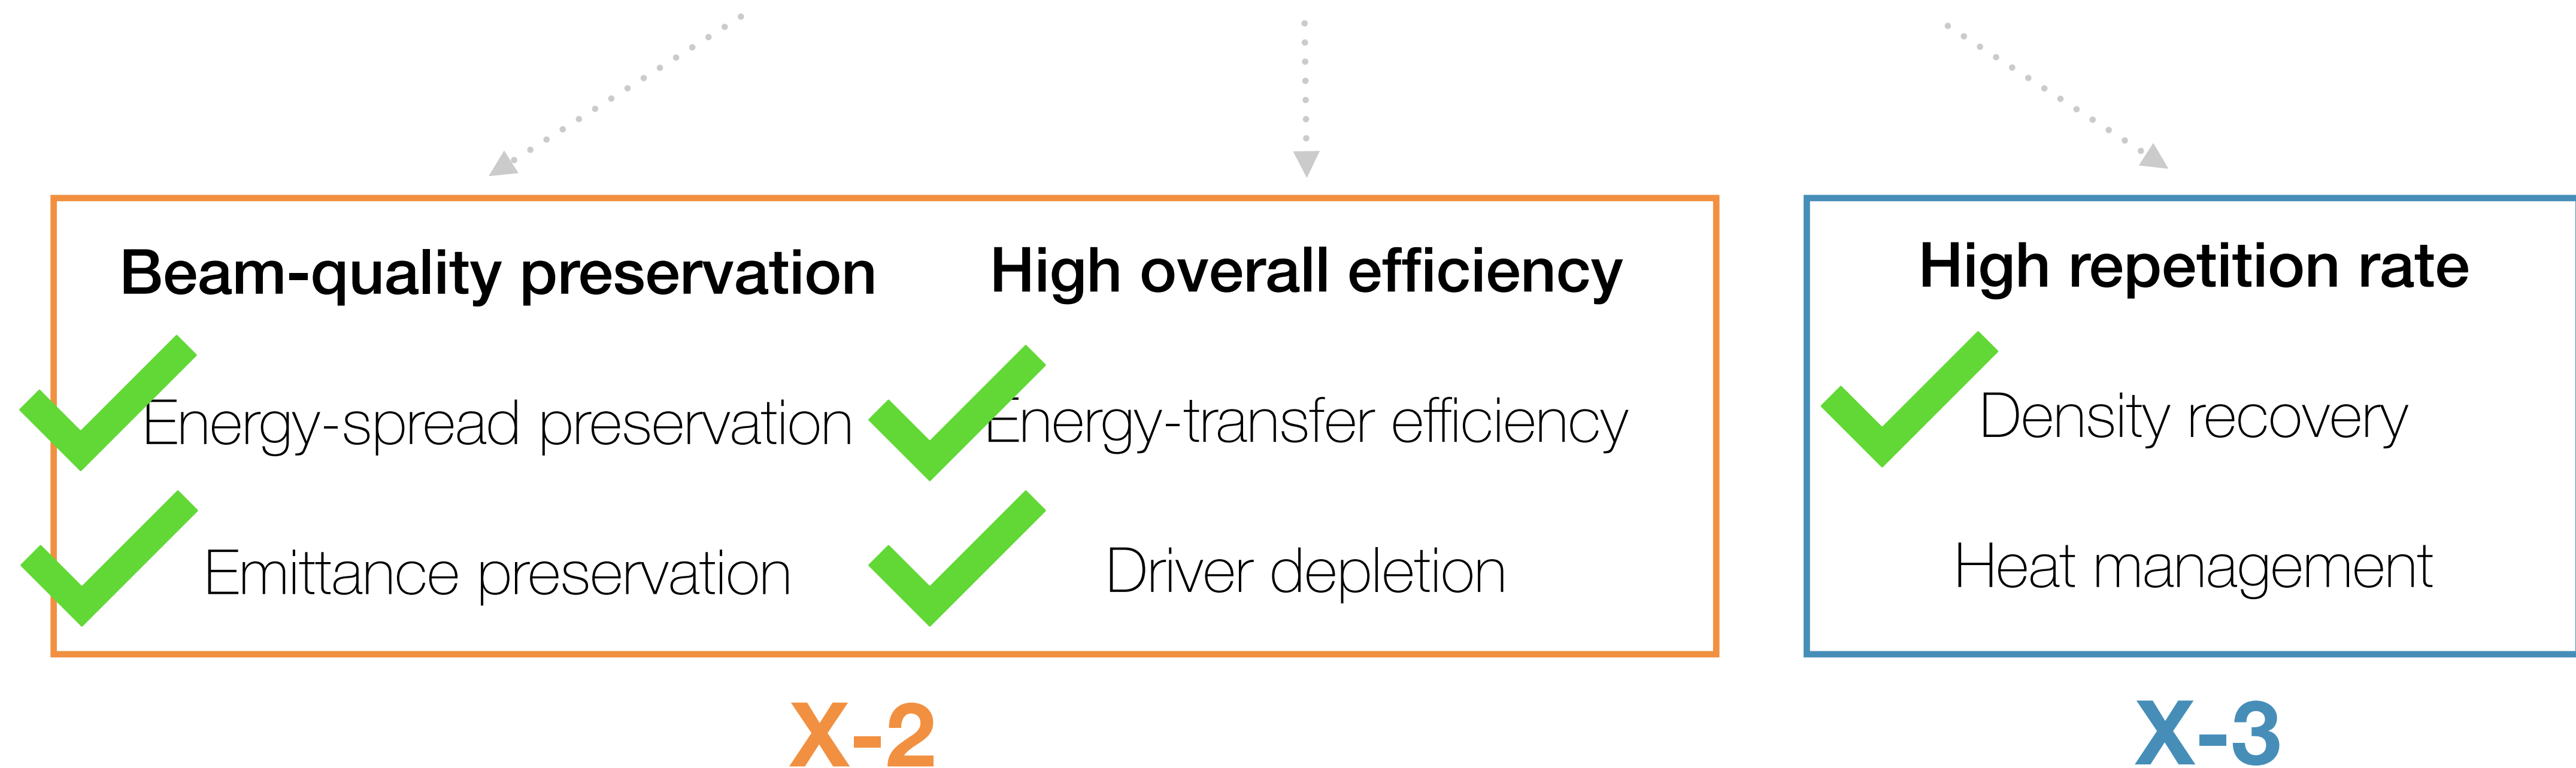 Beam-quality preservation
Energy-spread preservation
Emittance preservation
High overall efficiency
Energy-transfer efficiency
Driver depletion
X-2
High repetition rate
Density recovery
Heat management
X-3